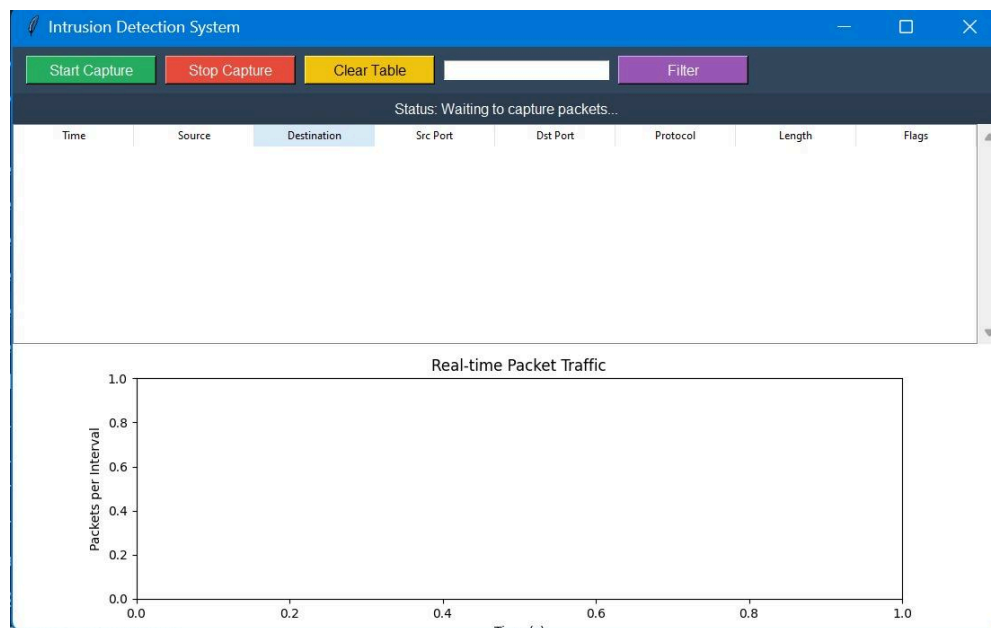 Intrusion Detection System
Start Capture Stop Capture Clear Table Filter
Status: Waiting to capture packets...
Time Source Destination Src Port Dst Port Protocol Length Flags
Real-time Packet Traffic
Packets per Interval
1.0
0.8
0.6
0.4
0.2
0.0
0.0 0.2 0.4 0.6 0.8 1.0